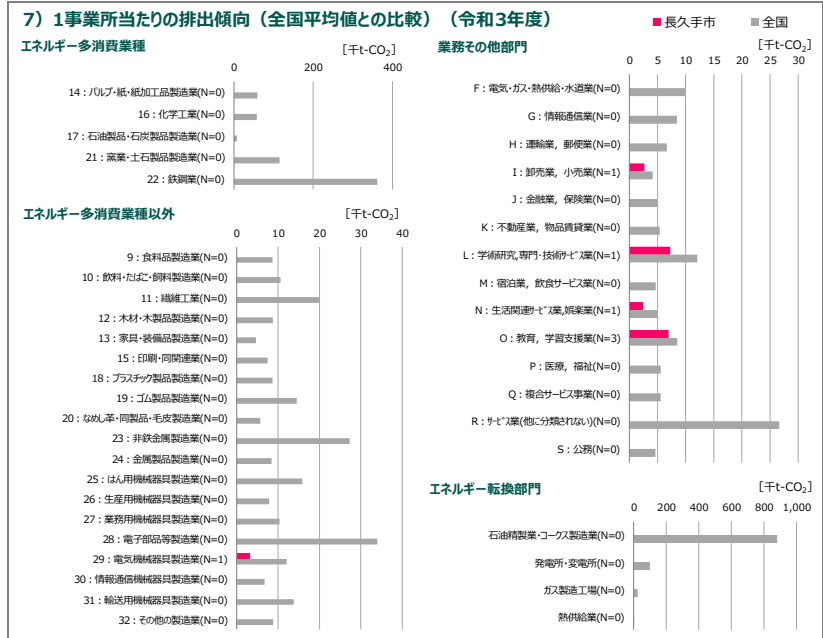 7）1事業所当たりの排出傾向（全国平均値との比較）（令和3年度）
■長久手市 ■全国
エネルギー多消費業種
[千t-CO₂]
0 200 400
14：パルプ・紙・紙加工品製造業(N=0)
16：化学工業(N=0)
17：石油製品・石炭製品製造業(N=0)
21：窯業・土石製品製造業(N=0)
22：鉄鋼業(N=0)
エネルギー多消費業種以外
[千t-CO₂]
0 10 20 30 40
9：食料品製造業(N=0)
10：飲料・たばこ・飼料製造業(N=0)
11：繊維工業(N=0)
12：木材・木製品製造業(N=0)
13：家具・装備品製造業(N=0)
15：印刷・同関連業(N=0)
18：プラスチック製品製造業(N=0)
19：ゴム製品製造業(N=0)
20：なめし革・同製品・毛皮製造業(N=0)
23：非鉄金属製造業(N=0)
24：金属製品製造業(N=0)
25：はん用機械器具製造業(N=0)
26：生産用機械器具製造業(N=0)
27：業務用機械器具製造業(N=0)
28：電子部品等製造業(N=0)
29：電気機械器具製造業(N=1)
30：情報通信機械器具製造業(N=0)
31：輸送用機械器具製造業(N=0)
32：その他の製造業(N=0)
業務その他部門
[千t-CO₂]
0 5 10 15 20 25 30
F：電気・ガス・熱供給・水道業(N=0)
G：情報通信業(N=0)
H：運輸業，郵便業(N=0)
I：卸売業，小売業(N=1)
J：金融業，保険業(N=0)
K：不動産業，物品賃貸業(N=0)
L：学術研究,専門・技術ｻｰﾋﾞｽ業(N=1)
M：宿泊業，飲食サービス業(N=0)
N：生活関連ｻｰﾋﾞｽ業,娯楽業(N=1)
O：教育，学習支援業(N=3)
P：医療，福祉(N=0)
Q：複合サービス事業(N=0)
R：ｻｰﾋﾞｽ業(他に分類されない)(N=0)
S：公務(N=0)
エネルギー転換部門
[千t-CO₂]
0 200 400 600 800 1,000
石油精製業・コークス製造業(N=0)
発電所・変電所(N=0)
ガス製造工場(N=0)
熱供給業(N=0)